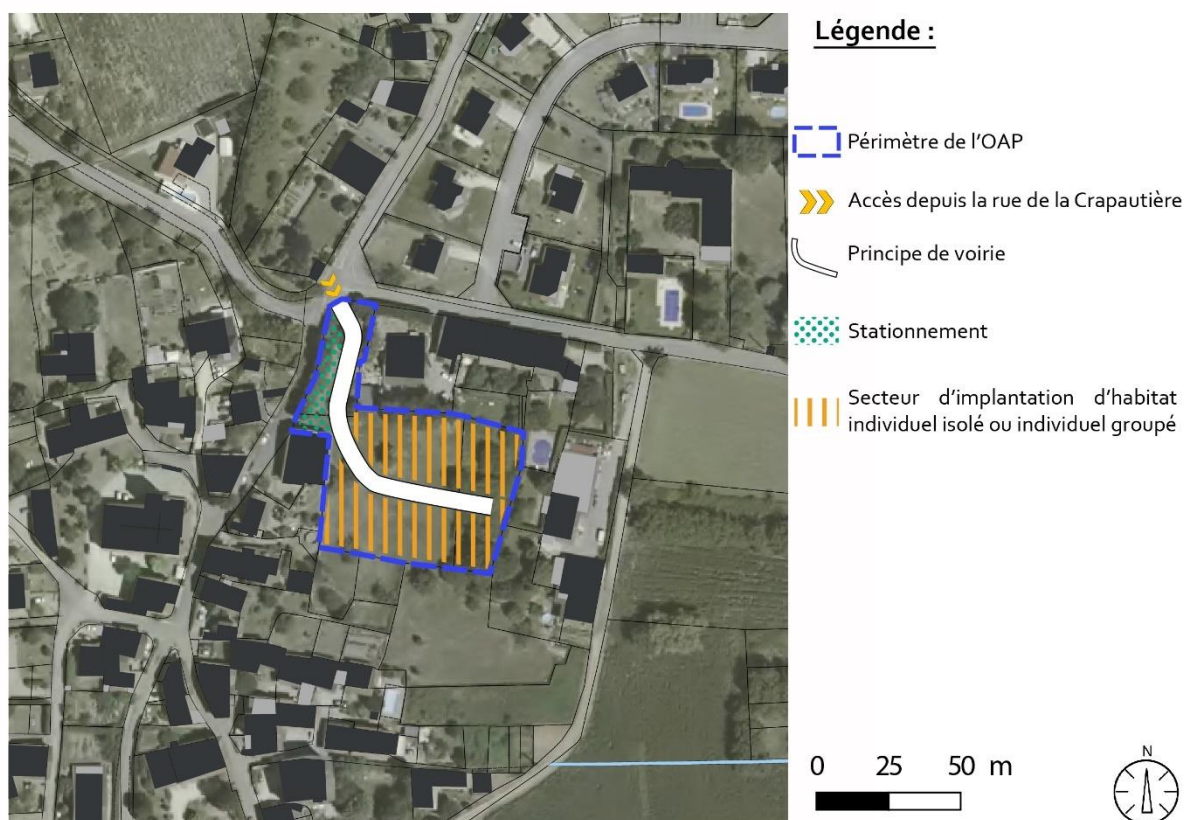 Légende :
Périmètre de l'OAP
Accès depuis la rue de la Crapautière
Principe de voirie
Stationnement
Secteur d'implantation d'habitat
individuel isolé ou individuel groupé
0 25 50 m
N